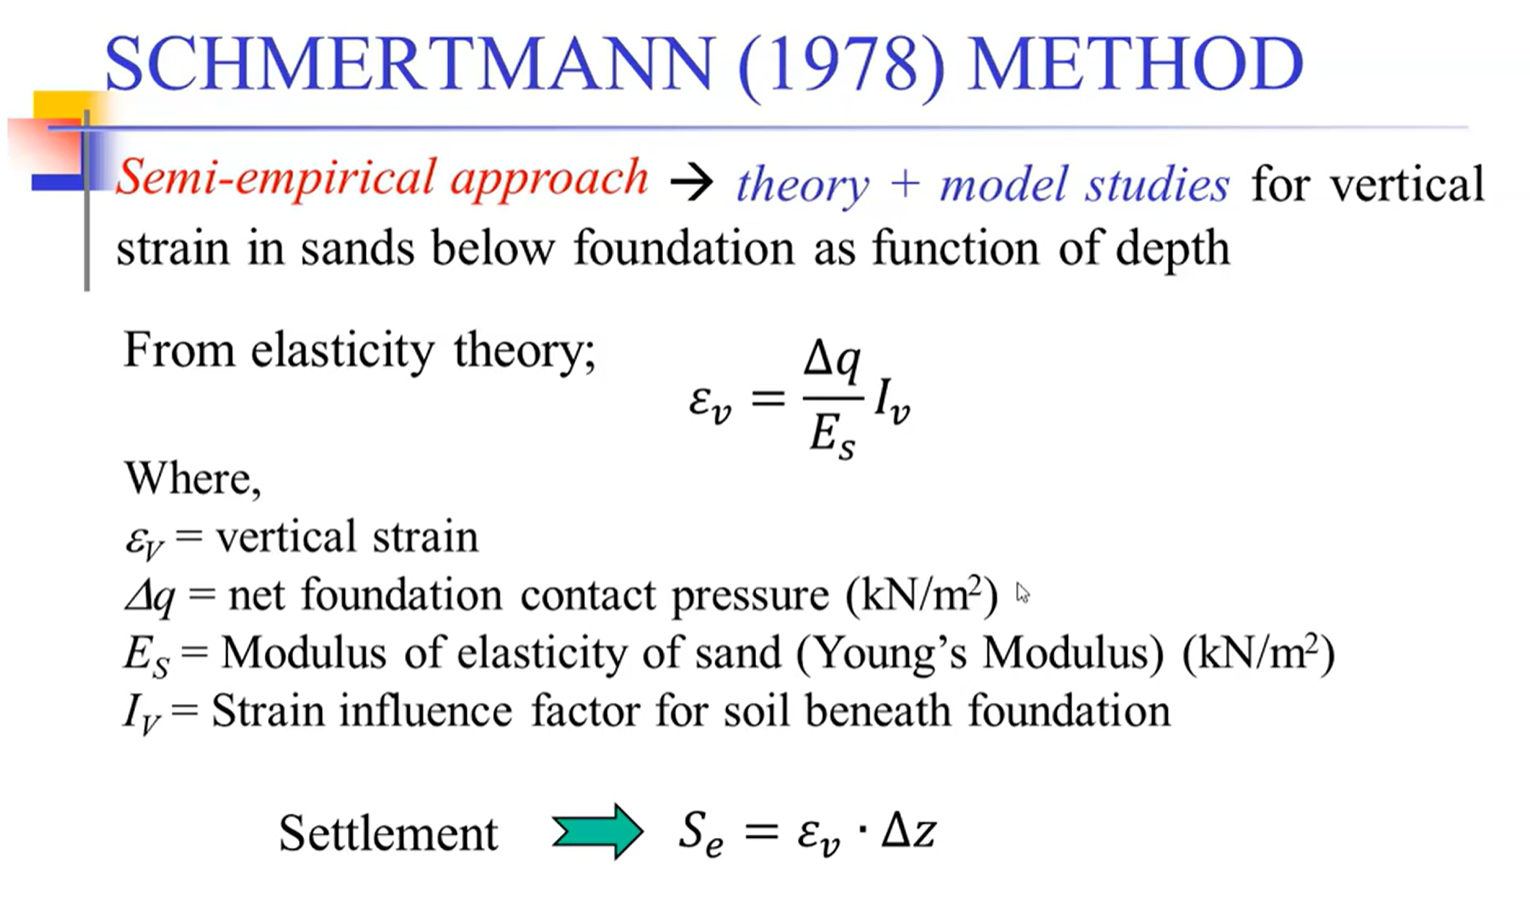 SCHMERTMANN (1978) METHOD
Semi-empirical approach → theory + model studies for vertical
strain in sands below foundation as function of depth
From elasticity theory;
εᵥ = Δq/Eₛ Iᵥ
Where,
ε_V = vertical strain
Δq = net foundation contact pressure (kN/m²)
E_S = Modulus of elasticity of sand (Young’s Modulus) (kN/m²)
I_V = Strain influence factor for soil beneath foundation
Settlement Sₑ = εᵥ · Δz